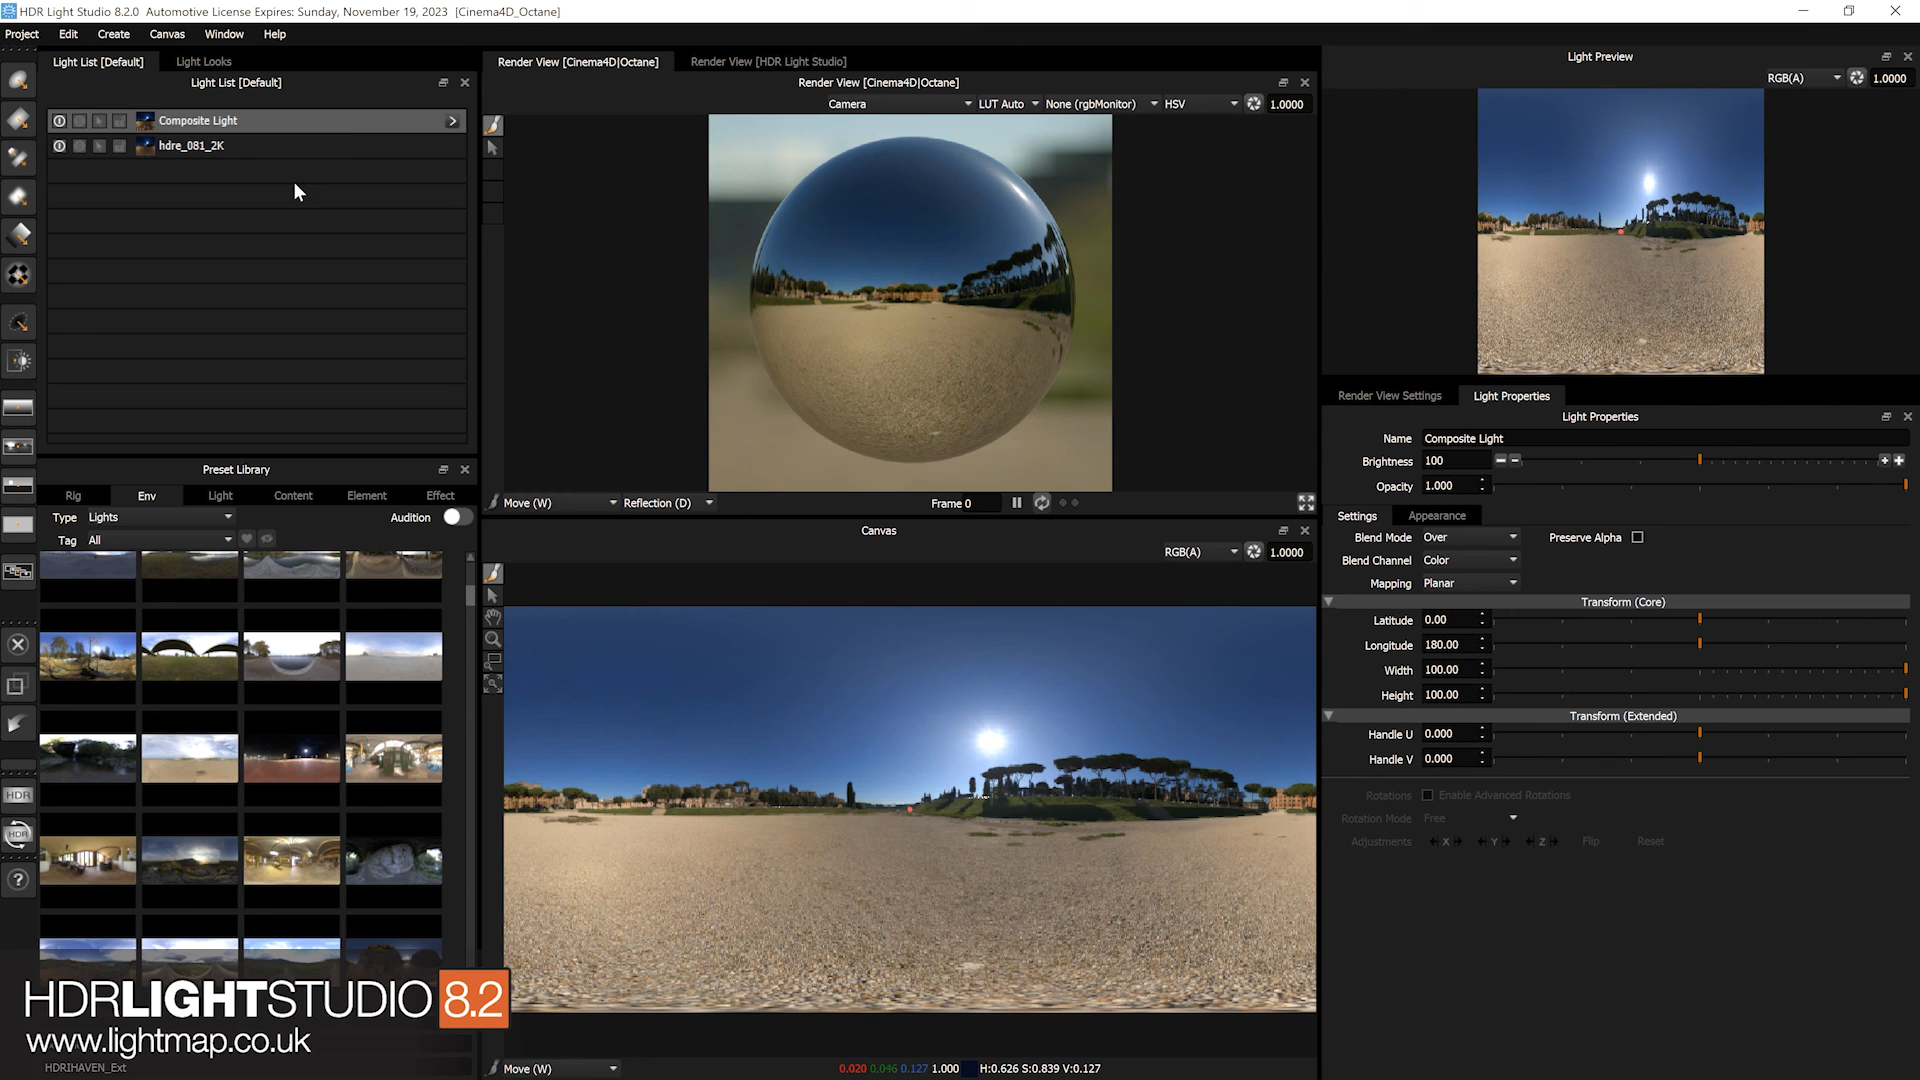 HDR Light Studio 8.2.0  Automotive License Expires: Sunday, November 19, 2023  [Cinema4D_Octane]
Project Edit Create Canvas Window Help
Light List [Default] Light Looks
Light List [Default]
Composite Light
hdre_081_2K
Preset Library
Rig Env Light Content Element Effect
Type Lights Audition
Tag All
HDR
HDR
?
HDRLIGHTSTUDIO 8.2
www.lightmap.co.uk
HDRIHAVEN_Ext
Render View [Cinema4D|Octane] Render View [HDR Light Studio]
Render View [Cinema4D|Octane]
Camera LUT Auto None (rgbMonitor) HSV 1.0000
Move (W) Reflection (D) Frame 0
Canvas
RGB(A) 1.0000
Move (W) 0.020 0.046 0.127 1.000 H:0.626 S:0.839 V:0.127
Light Preview
RGB(A) 1.0000
Render View Settings Light Properties
Light Properties
Name Composite Light
Brightness 100
Opacity 1.000
Settings Appearance
Blend Mode Over Preserve Alpha
Blend Channel Color
Mapping Planar
Transform (Core)
Latitude 0.00
Longitude 180.00
Width 100.00
Height 100.00
Transform (Extended)
Handle U 0.000
Handle V 0.000
Rotations Enable Advanced Rotations
Rotation Mode Free
Adjustments X Y Z Flip Reset